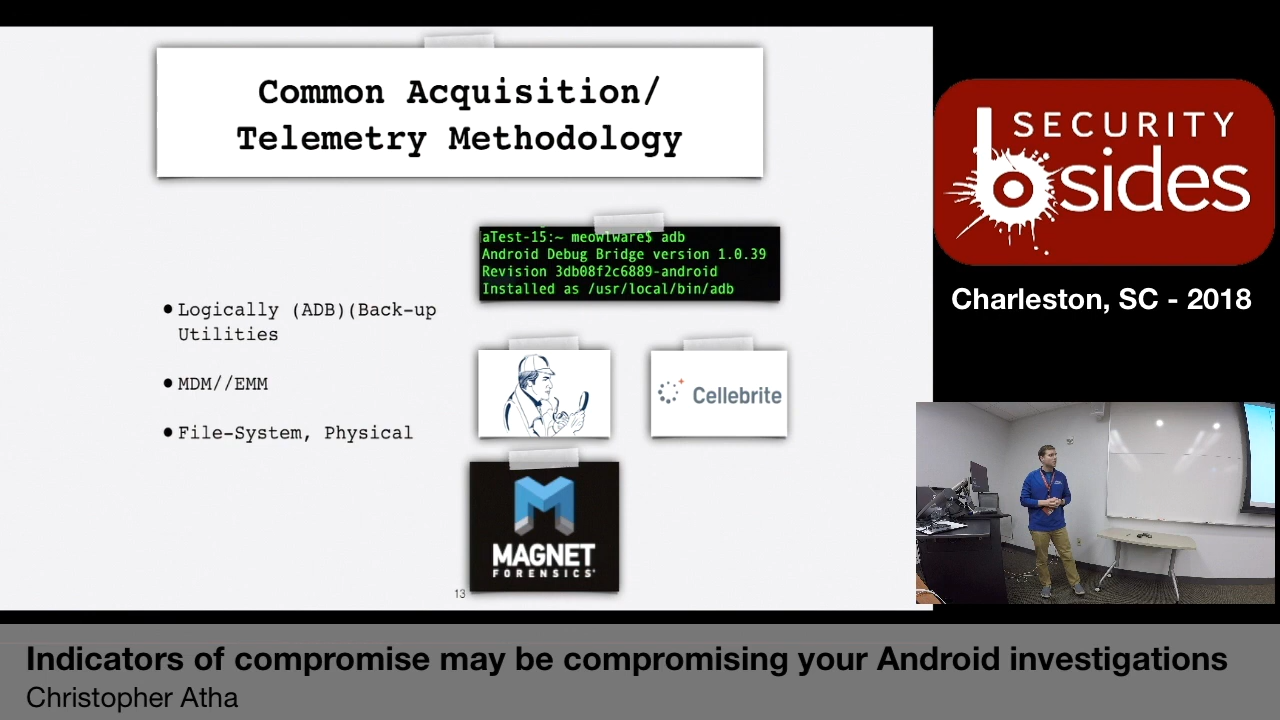 Common Acquisition/
Telemetry Methodology
aTest-15:~ meowlware$ adb
Android Debug Bridge version 1.0.39
Revision 3db08f2c6889-android
Installed as /usr/local/bin/adb
●Logically (ADB)(Back-up
Utilities
●MDM//EMM
●File-System, Physical
Cellebrite
MAGNET
FORENSICS
13
SECURITY
bsides
Charleston, SC - 2018
Indicators of compromise may be compromising your Android investigations
Christopher Atha